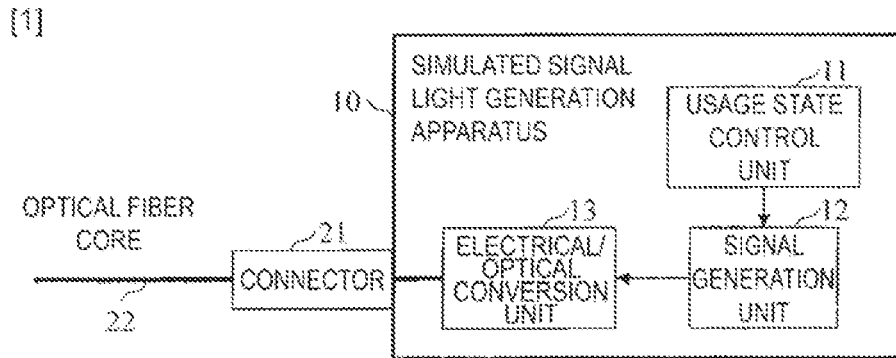 [1]
SIMULATED SIGNAL
LIGHT GENERATION
APPARATUS
10
11
USAGE STATE
CONTROL
UNIT
OPTICAL FIBER
CORE
21
CONNECTOR
22
13
ELECTRICAL/
OPTICAL
CONVERSION
UNIT
12
SIGNAL
GENERATION
UNIT